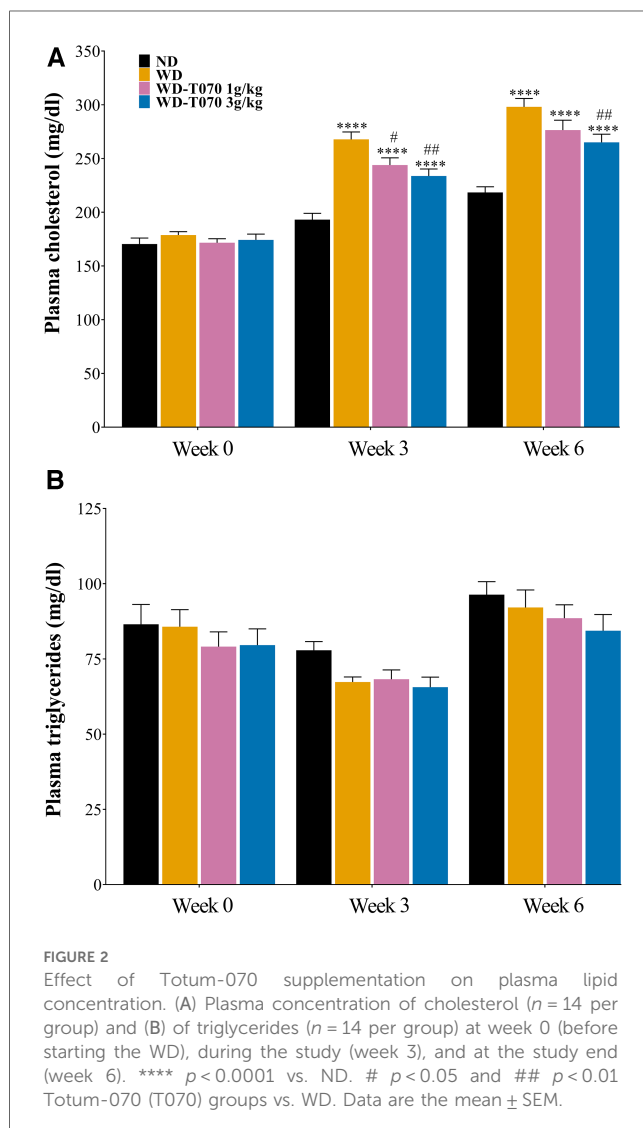 A
350
300
250
200
150
100
50
0
Plasma cholesterol (mg/dl)
ND
WD
WD-T070 1g/kg
WD-T070 3g/kg
****
#
****
##
****
****
****
##
****
Week 0
Week 3
Week 6
B
125
100
75
50
25
0
Plasma triglycerides (mg/dl)
Week 0
Week 3
Week 6
FIGURE 2
Effect of Totum-070 supplementation on plasma lipid
concentration. (A) Plasma concentration of cholesterol (n = 14 per
group) and (B) of triglycerides (n = 14 per group) at week 0 (before
starting the WD), during the study (week 3), and at the study end
(week 6). **** p < 0.0001 vs. ND. # p < 0.05 and ## p < 0.01
Totum-070 (T070) groups vs. WD. Data are the mean ± SEM.